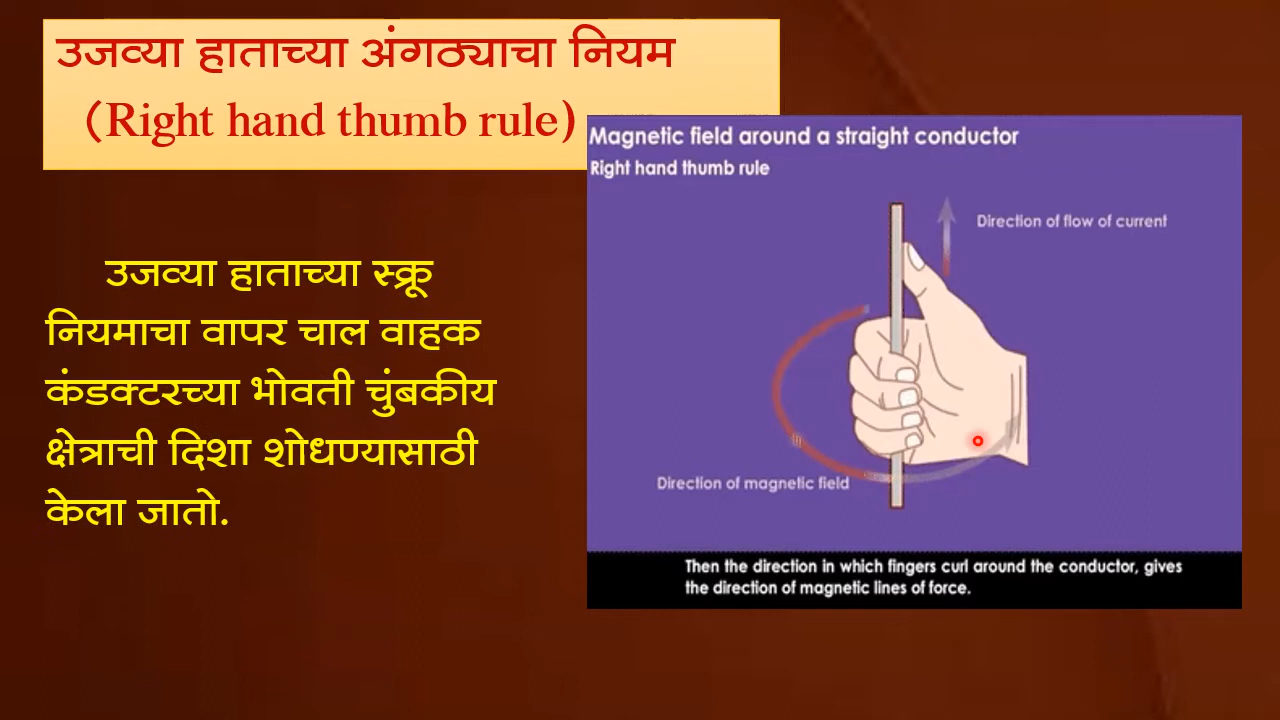 उजव्या हाताच्या अंगठ्याचा नियम
(Right hand thumb rule)
Magnetic field around a straight conductor
Right hand thumb rule
Direction of flow of current
उजव्या हाताच्या स्क्रू
नियमाचा वापर चाल वाहक
कंडक्टरच्या भोवती चुंबकीय
क्षेत्राची दिशा शोधण्यासाठी
केला जातो.
Direction of magnetic field
Then the direction in which fingers curl around the conductor, gives
the direction of magnetic lines of force.